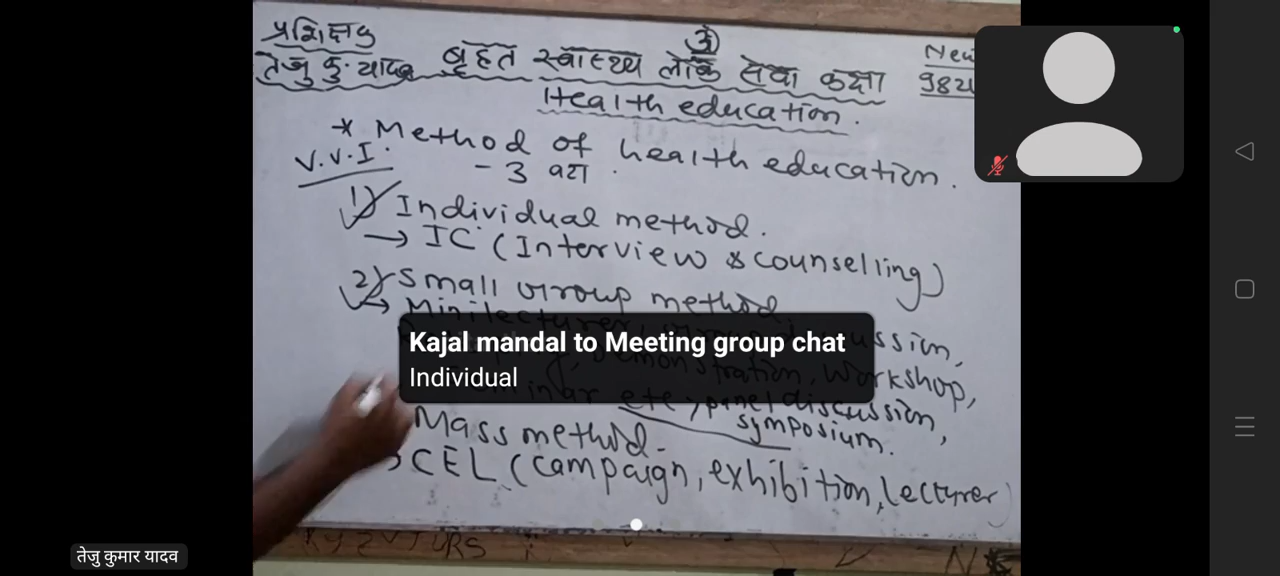 ॐ
प्रशिक्षक
तेजु कु. यादव बृहत स्वास्थ्य लोक सेवा कक्षा
Health education.
* Method of health education.
V.V.I. - 3 वटा.
1) Individual method.
→ IC (Interview & counselling)
2) Small Group method
→ Minilecturer,
Kajal mandal to Meeting group chat
Individual
Workshop,
etc, panel discussion,
symposium.
Mass method -
CEL (campaign, exhibition, lecturer)
तेजु कुमार यादव